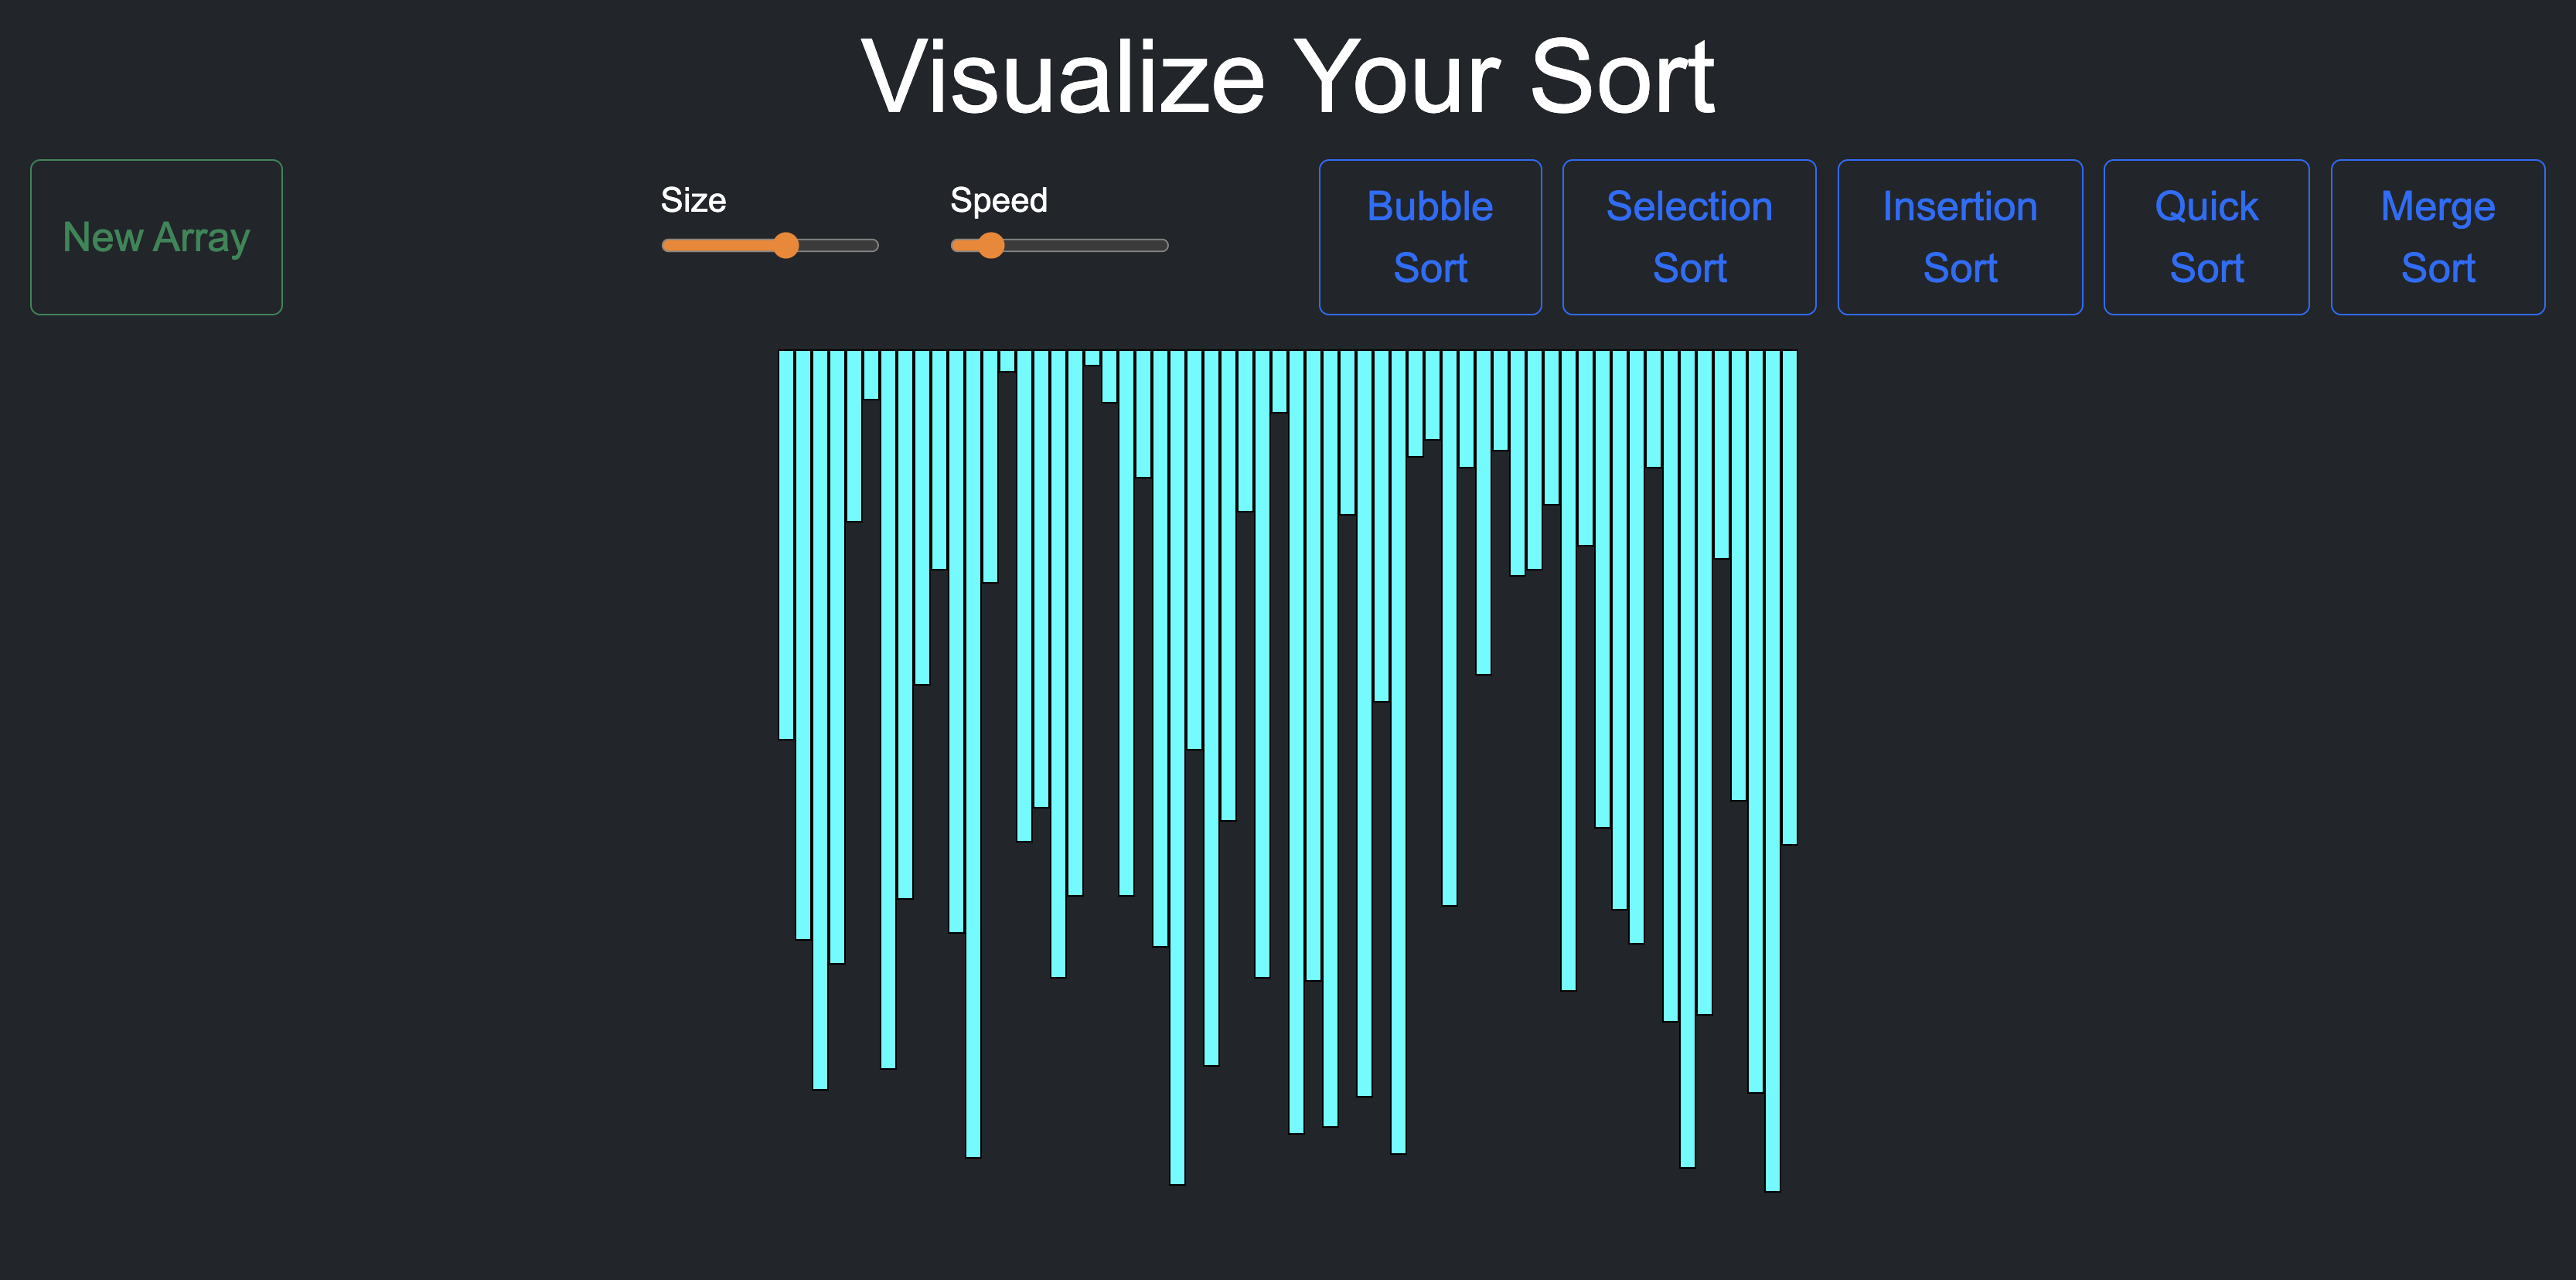 Visualize Your Sort
New Array
Size
Speed
Bubble
Sort
Selection
Sort
Insertion
Sort
Quick
Sort
Merge
Sort